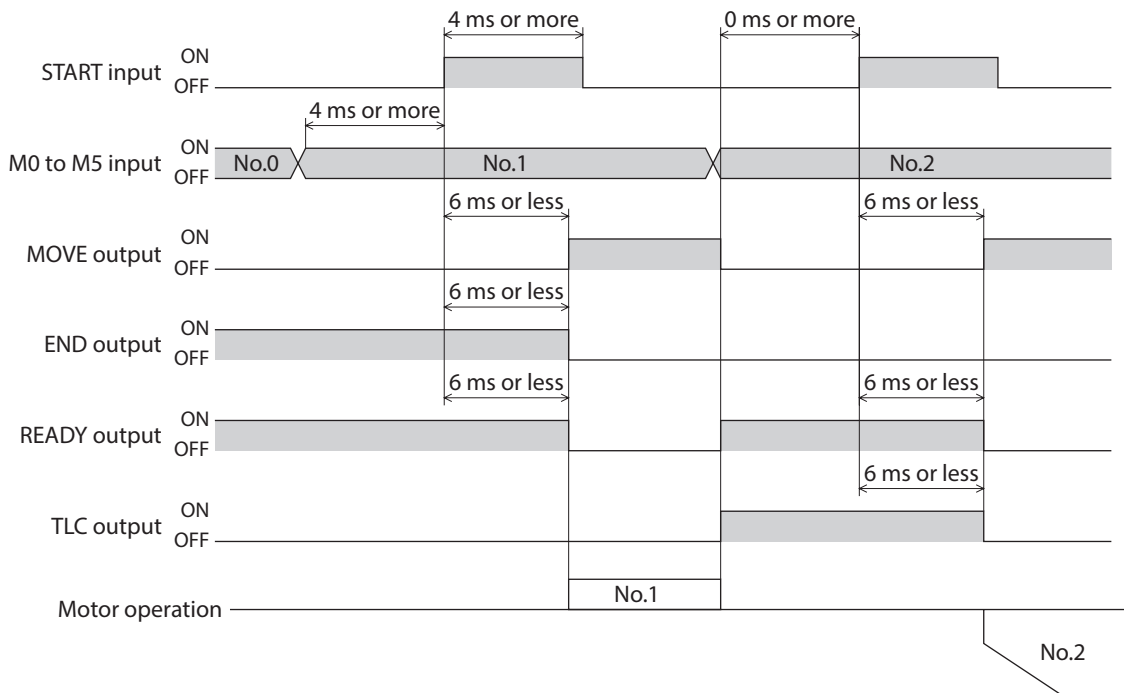 4 ms or more
0 ms or more
START input
ON
OFF
4 ms or more
M0 to M5 input
ON
OFF
No.0
No.1
No.2
6 ms or less
6 ms or less
MOVE output
ON
OFF
6 ms or less
END output
ON
OFF
6 ms or less
6 ms or less
READY output
ON
OFF
6 ms or less
TLC output
ON
OFF
Motor operation
No.1
No.2